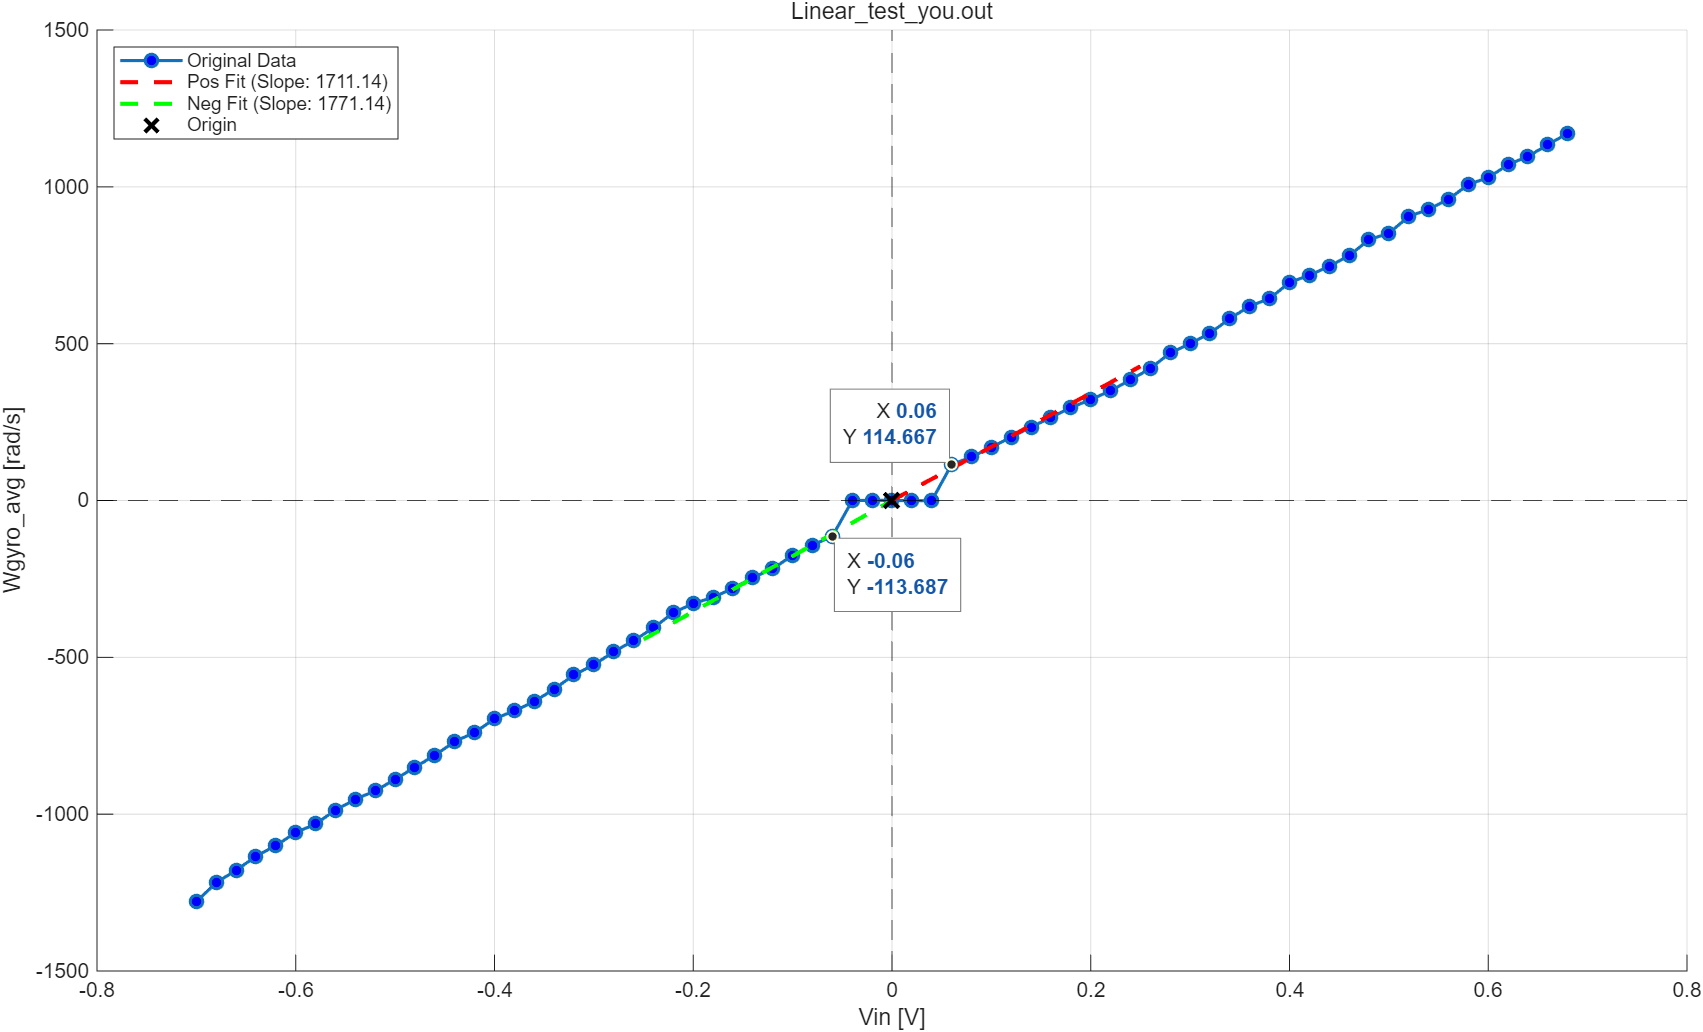 Linear_test_you.out
1500
1000
500
0
-500
-1000
-1500
Wgyro_avg [rad/s]
Original Data
Pos Fit (Slope: 1711.14)
Neg Fit (Slope: 1771.14)
Origin
X 0.06
Y 114.667
X -0.06
Y -113.687
-0.8 -0.6 -0.4 -0.2 0 0.2 0.4 0.6 0.8
Vin [V]